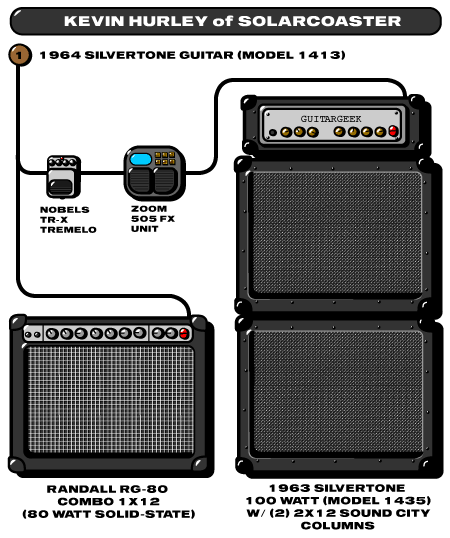 KEVIN HURLEY of SOLARCOASTER
1 1964 SILVERTONE GUITAR (MODEL 1413)
GUITARGEEK
NOBELS
TR-X
TREMELO
ZOOM
505 FX
UNIT
RANDALL RG-80
COMBO 1X12
(80 WATT SOLID-STATE)
1963 SILVERTONE
100 WATT (MODEL 1435)
W/ (2) 2X12 SOUND CITY
COLUMNS